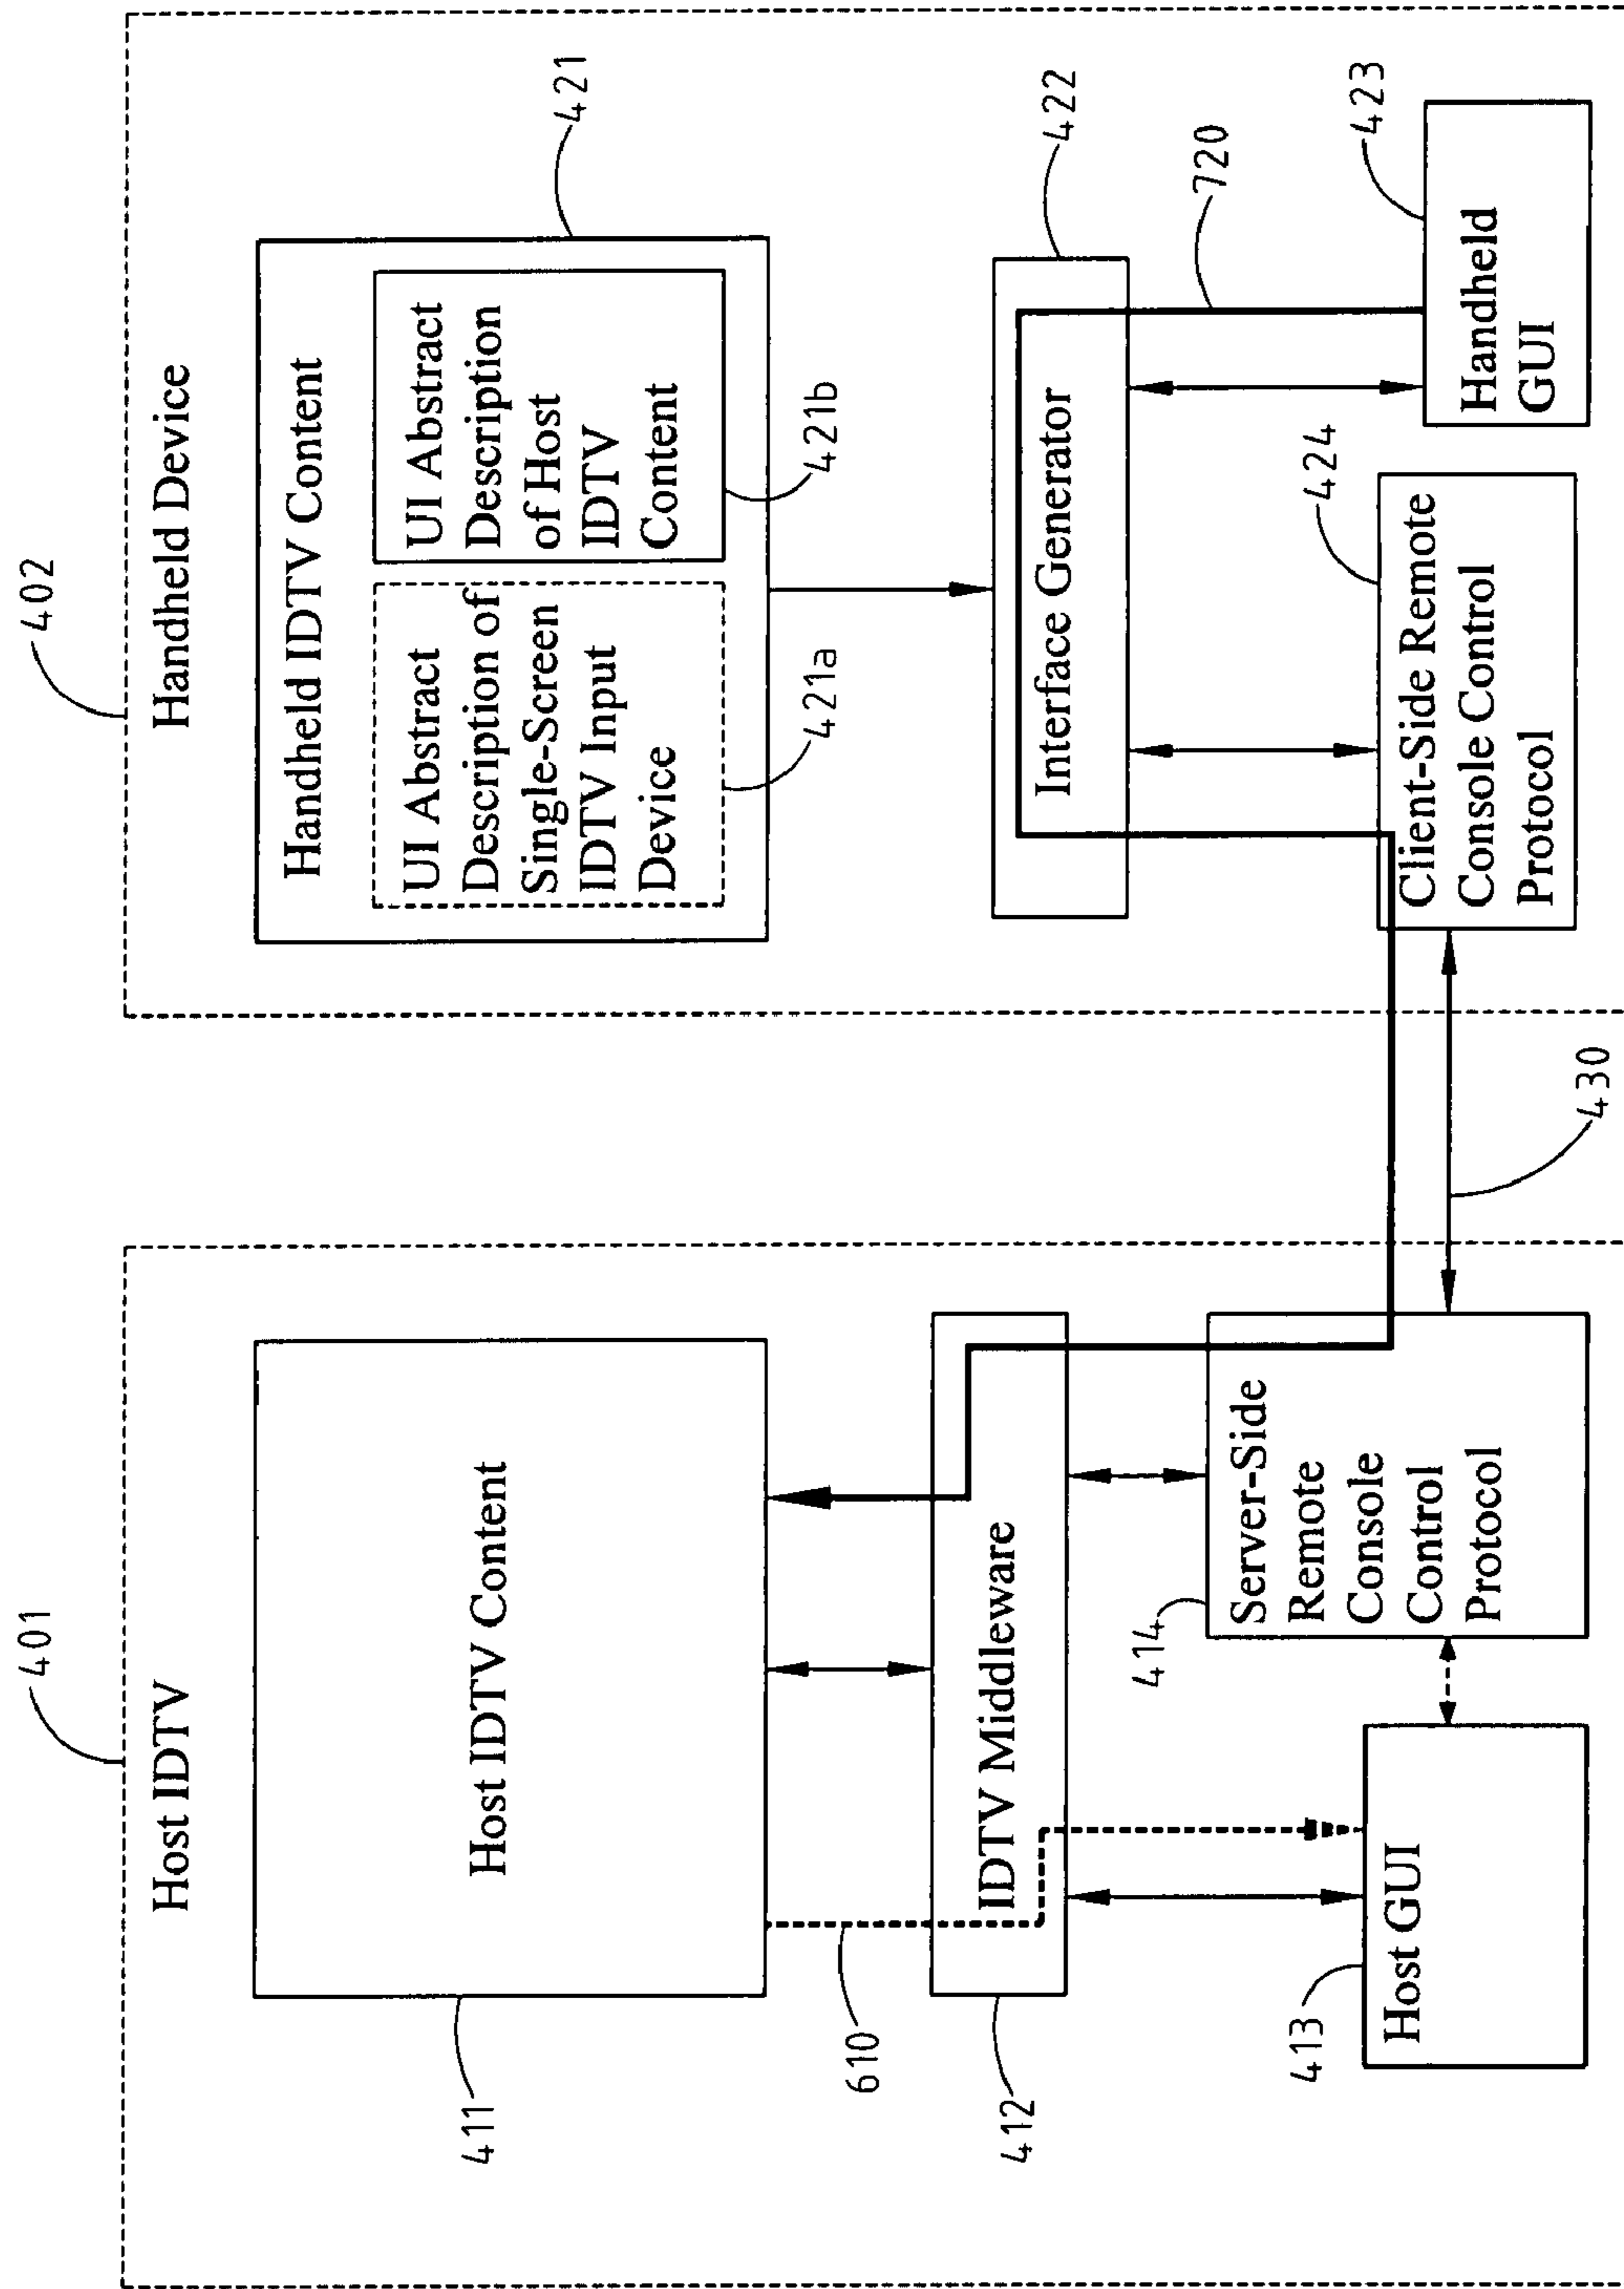 401
Host IDTV
Host IDTV Content
411
610
IDTV Middleware
412
Host GUI
413
Server-Side
Remote
Console
Control
Protocol
414
430
402
Handheld Device
Handheld IDTV Content
421
UI Abstract
Description of
Single-Screen
IDTV Input
Device
421a
UI Abstract
Description
of Host
IDTV
Content
421b
Interface Generator
422
720
Client-Side Remote
Console Control
Protocol
424
Handheld
GUI
423